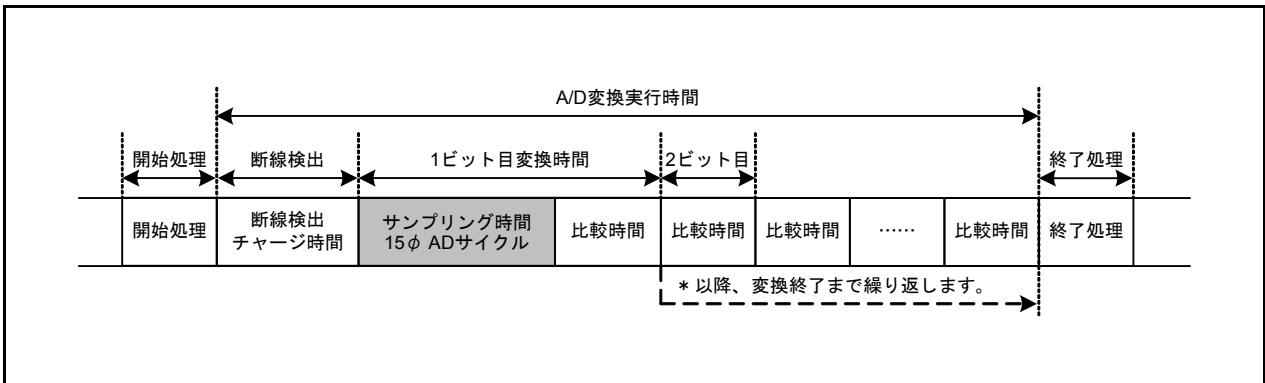 A/D変換実行時間
開始処理
断線検出
1ビット目変換時間
2ビット目
終了処理
開始処理
断線検出
チャージ時間
サンプリング時間
15φ ADサイクル
比較時間
比較時間
比較時間
……
比較時間
終了処理
* 以降、変換終了まで繰り返します。